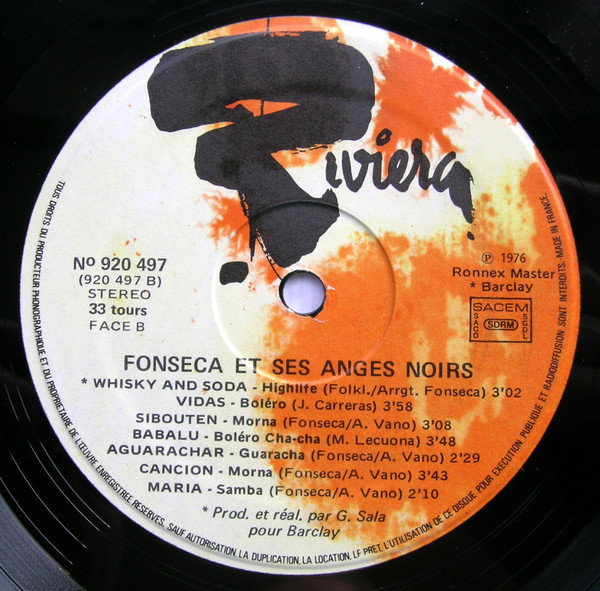 Riviera
Nº 920 497
(920 497 B)
STEREO
33 tours
FACE B
℗ 1976
Ronnex Master
* Barclay
SACEM
SACD
SDRM
SGDL
FONSECA ET SES ANGES NOIRS
* WHISKY AND SODA - Highlife (Folkl./Arrgt. Fonseca) 3'02
VIDAS - Boléro (J. Carreras) 3'58
SIBOUTEN - Morna (Fonseca/A. Vano) 3'08
BABALU - Boléro Cha-cha (M. Lecuona) 3'48
AGUARACHAR - Guaracha (Fonseca/A. Vano) 2'29
CANCION - Morna (Fonseca/A. Vano) 3'43
MARIA - Samba (Fonseca/A. Vano) 2'10
* Prod. et réal. par G. Sala
pour Barclay
TOUS DROITS DU PRODUCTEUR PHONOGRAPHIQUE ET DU PROPRIETAIRE DE L'ŒUVRE ENREGISTREE RESERVES. SAUF AUTORISATION, LA DUPLICATION, LA LOCATION, LE PRET, L'UTILISATION DE CE DISQUE POUR EXECUTION PUBLIQUE ET RADIODIFFUSION SONT INTERDITS. MADE IN FRANCE.